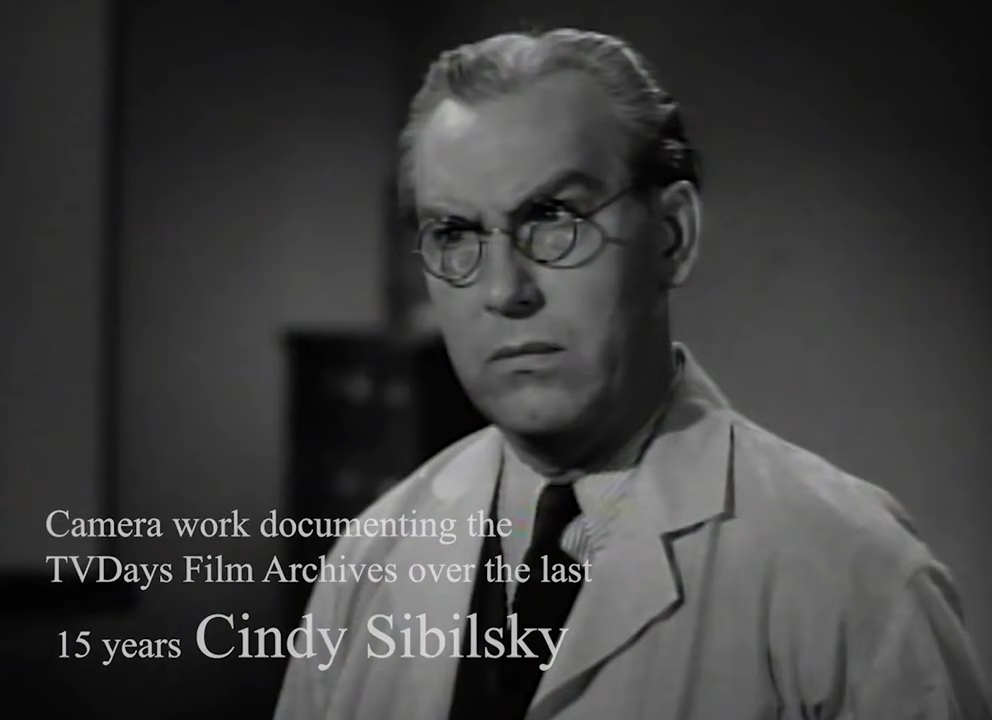 Camera work documenting the
TVDays Film Archives over the last
15 years Cindy Sibilsky